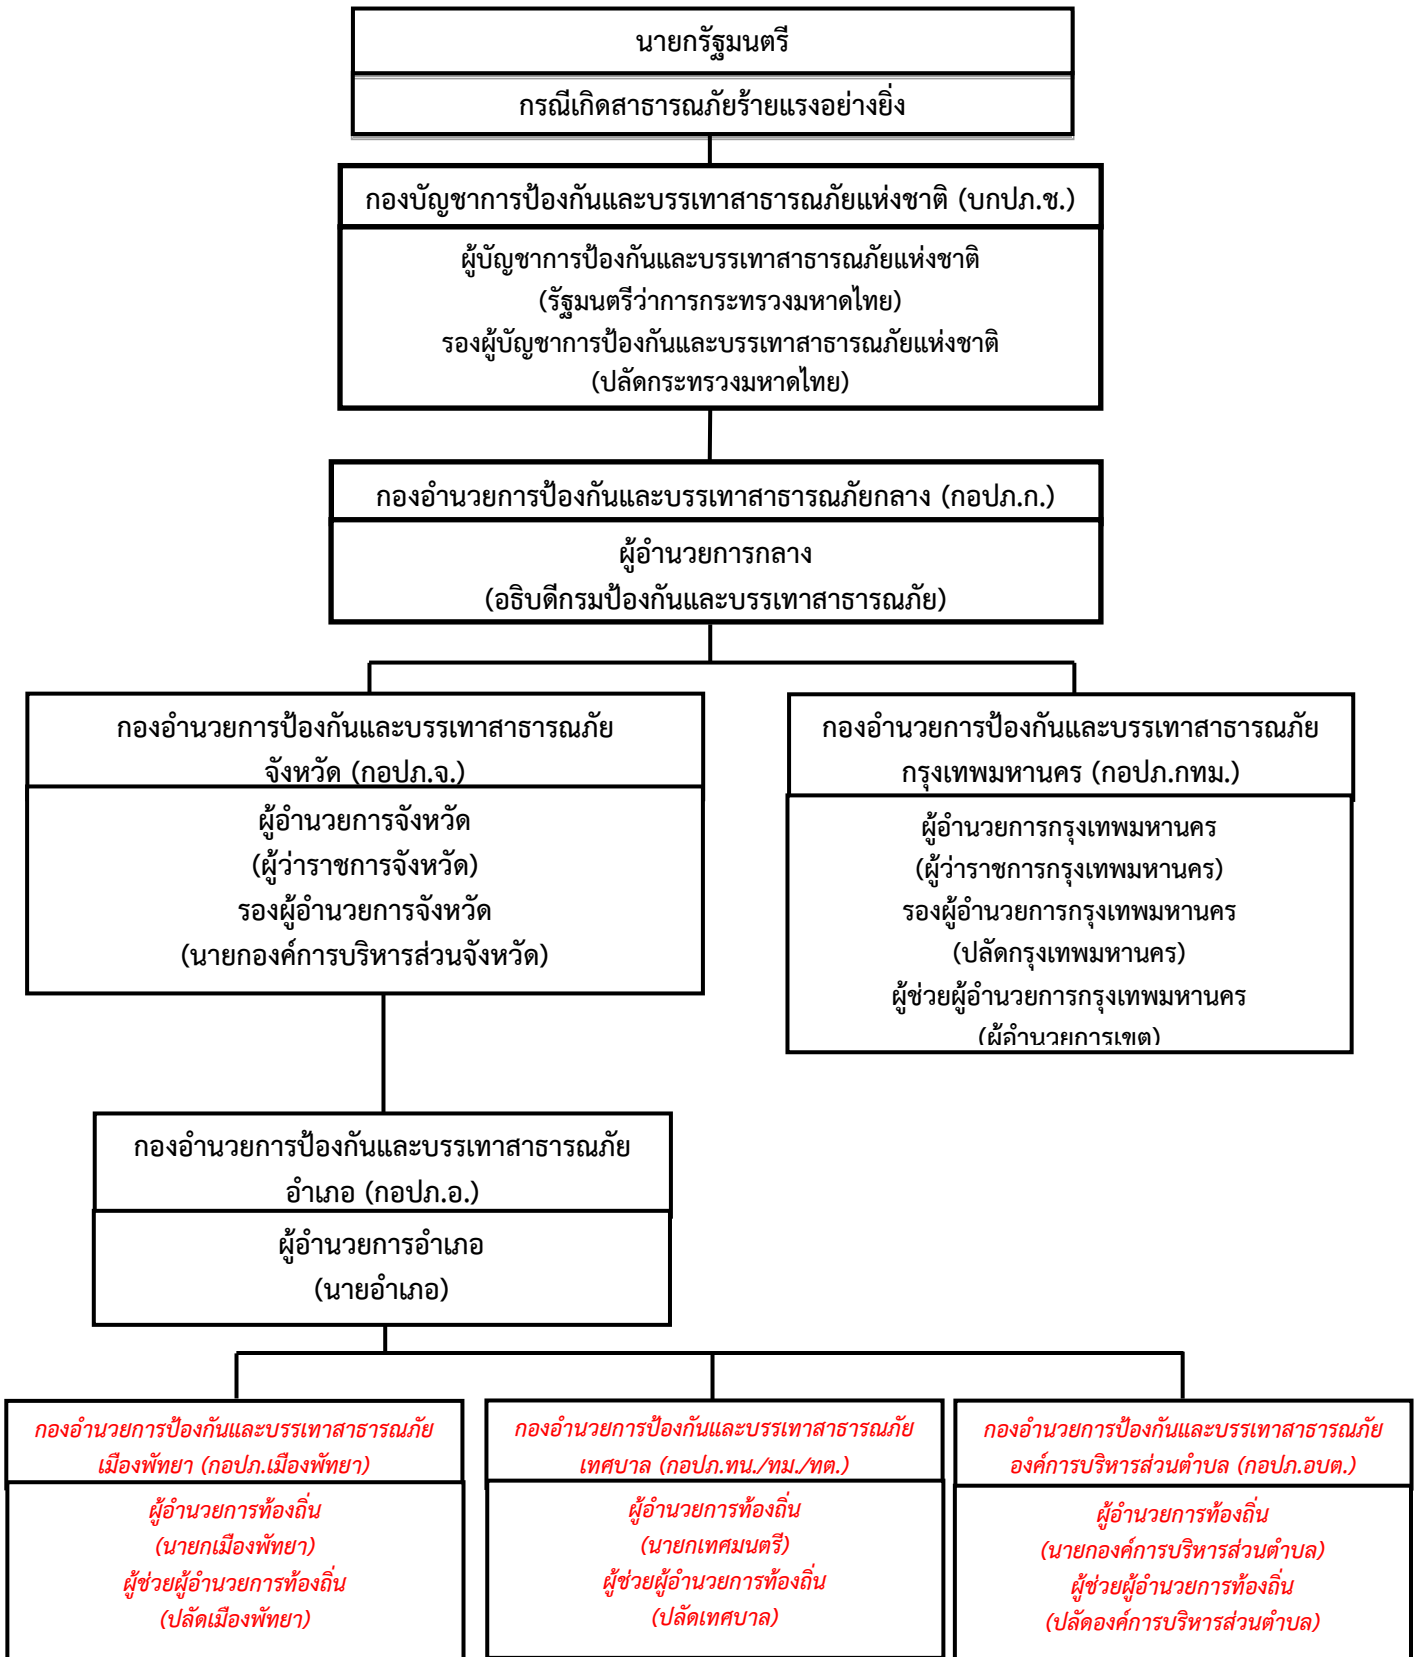 นายกรัฐมนตรี
กรณีเกิดสาธารณภัยร้ายแรงอย่างยิ่ง
กองบัญชาการป้องกันและบรรเทาสาธารณภัยแห่งชาติ (บกปภ.ช.)
ผู้บัญชาการป้องกันและบรรเทาสาธารณภัยแห่งชาติ
(รัฐมนตรีว่าการกระทรวงมหาดไทย)
รองผู้บัญชาการป้องกันและบรรเทาสาธารณภัยแห่งชาติ
(ปลัดกระทรวงมหาดไทย)
กองอำนวยการป้องกันและบรรเทาสาธารณภัยกลาง (กอปภ.ก.)
ผู้อำนวยการกลาง
(อธิบดีกรมป้องกันและบรรเทาสาธารณภัย)
กองอำนวยการป้องกันและบรรเทาสาธารณภัย
จังหวัด (กอปภ.จ.)
ผู้อำนวยการจังหวัด
(ผู้ว่าราชการจังหวัด)
รองผู้อำนวยการจังหวัด
(นายกองค์การบริหารส่วนจังหวัด)
กองอำนวยการป้องกันและบรรเทาสาธารณภัย
กรุงเทพมหานคร (กอปภ.กทม.)
ผู้อำนวยการกรุงเทพมหานคร
(ผู้ว่าราชการกรุงเทพมหานคร)
รองผู้อำนวยการกรุงเทพมหานคร
(ปลัดกรุงเทพมหานคร)
ผู้ช่วยผู้อำนวยการกรุงเทพมหานคร
(ผู้อำนวยการเขต)
กองอำนวยการป้องกันและบรรเทาสาธารณภัย
อำเภอ (กอปภ.อ.)
ผู้อำนวยการอำเภอ
(นายอำเภอ)
กองอำนวยการป้องกันและบรรเทาสาธารณภัย
เมืองพัทยา (กอปภ.เมืองพัทยา)
ผู้อำนวยการท้องถิ่น
(นายกเมืองพัทยา)
ผู้ช่วยผู้อำนวยการท้องถิ่น
(ปลัดเมืองพัทยา)
กองอำนวยการป้องกันและบรรเทาสาธารณภัย
เทศบาล (กอปภ.ทน./ทม./ทต.)
ผู้อำนวยการท้องถิ่น
(นายกเทศมนตรี)
ผู้ช่วยผู้อำนวยการท้องถิ่น
(ปลัดเทศบาล)
กองอำนวยการป้องกันและบรรเทาสาธารณภัย
องค์การบริหารส่วนตำบล (กอปภ.อบต.)
ผู้อำนวยการท้องถิ่น
(นายกองค์การบริหารส่วนตำบล)
ผู้ช่วยผู้อำนวยการท้องถิ่น
(ปลัดองค์การบริหารส่วนตำบล)